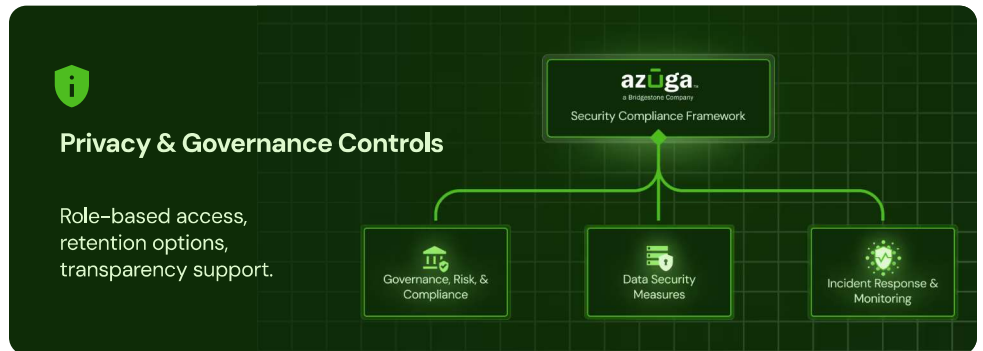 Privacy & Governance Controls
Role-based access,
retention options,
transparency support.
azūga™
a Bridgestone Company
Security Compliance Framework
Governance, Risk, &
Compliance
Data Security
Measures
Incident Response &
Monitoring